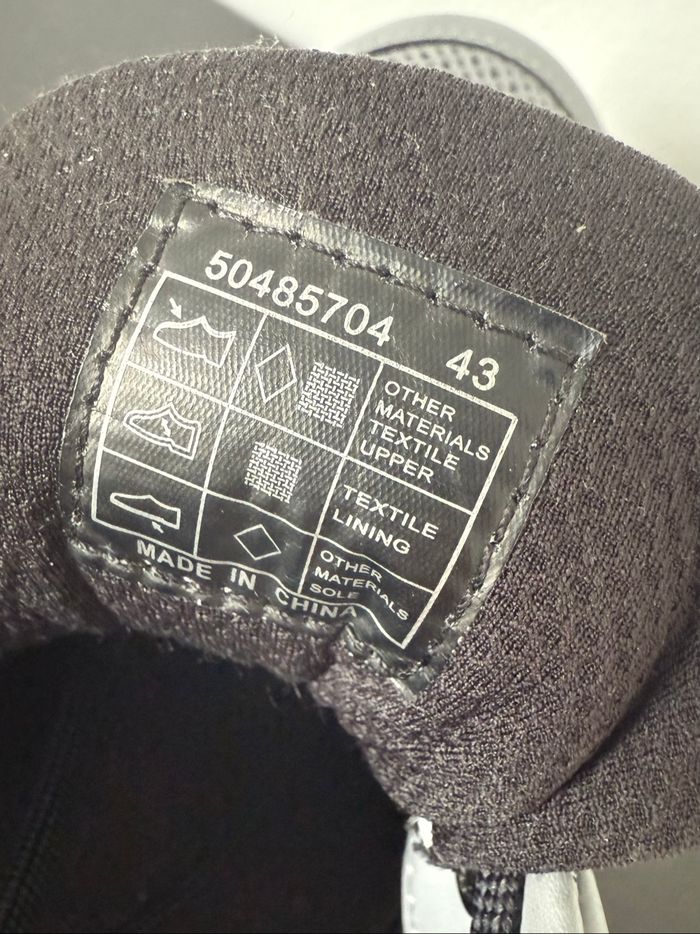 50485704 43
OTHER
MATERIALS
TEXTILE
UPPER
TEXTILE
LINING
OTHER
MATERIALS
SOLE
MADE IN CHINA